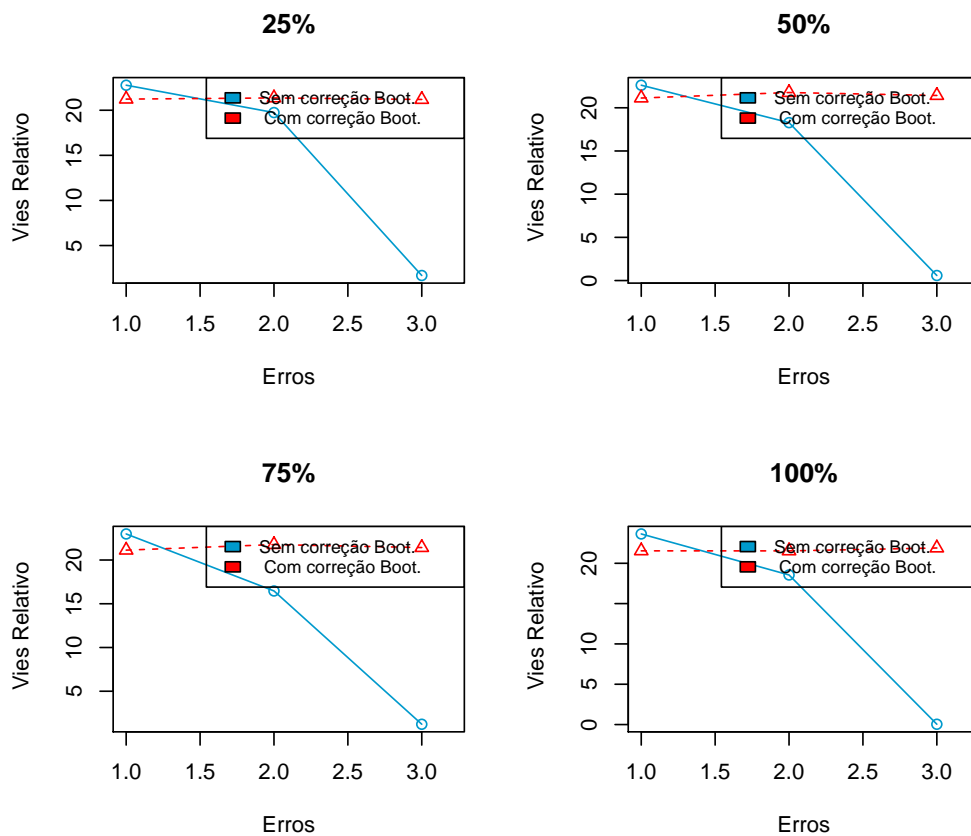 25%
Sem correção Boot.
Com correção Boot.
Vies Relativo
20
15
10
5
1.0 1.5 2.0 2.5 3.0
Erros
50%
Sem correção Boot.
Com correção Boot.
Vies Relativo
20
15
10
5
0
1.0 1.5 2.0 2.5 3.0
Erros
75%
Sem correção Boot.
Com correção Boot.
Vies Relativo
20
15
10
5
1.0 1.5 2.0 2.5 3.0
Erros
100%
Sem correção Boot.
Com correção Boot.
Vies Relativo
20
10
5
0
1.0 1.5 2.0 2.5 3.0
Erros